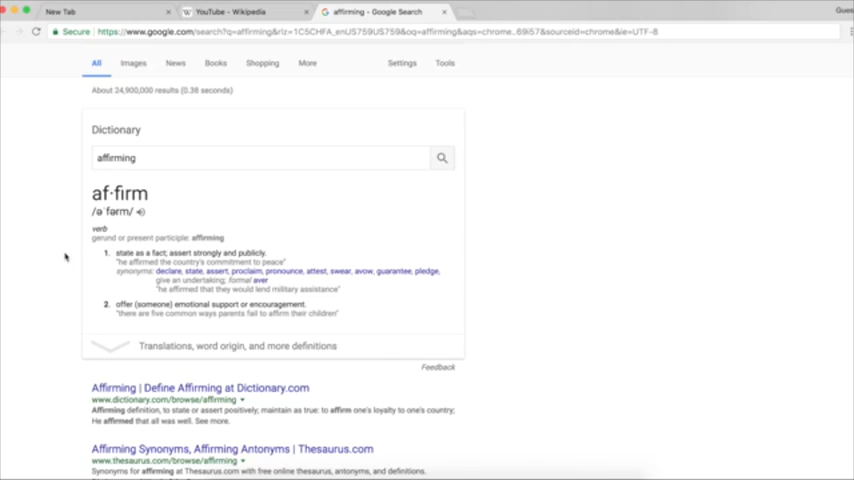 New Tab
YouTube - Wikipedia
affirming - Google Search
Gues
Secure
https://www.google.com/search?q=affirming&rlz=1C5CHFA_enUS759US759&oq=affirming&aqs=chrome..69i57&sourceid=chrome&ie=UTF-8
All Images News Books Shopping More Settings Tools
About 24,900,000 results (0.38 seconds)
Dictionary
affirming
af·firm
/əˈfərm/
verb
gerund or present participle: affirming
1. state as a fact; assert strongly and publicly.
"he affirmed the country's commitment to peace"
synonyms: declare, state, assert, proclaim, pronounce, attest, swear, avow, guarantee, pledge,
give an undertaking; formal aver
"he affirmed that they would lend military assistance"
2. offer (someone) emotional support or encouragement.
"there are five common ways parents fail to affirm their children"
Translations, word origin, and more definitions
Feedback
Affirming | Define Affirming at Dictionary.com
www.dictionary.com/browse/affirming
Affirming definition, to state or assert positively; maintain as true: to affirm one's loyalty to one's country;
He affirmed that all was well. See more.
Affirming Synonyms, Affirming Antonyms | Thesaurus.com
www.thesaurus.com/browse/affirming
Synonyms for affirming at Thesaurus.com with free online thesaurus, antonyms, and definitions.